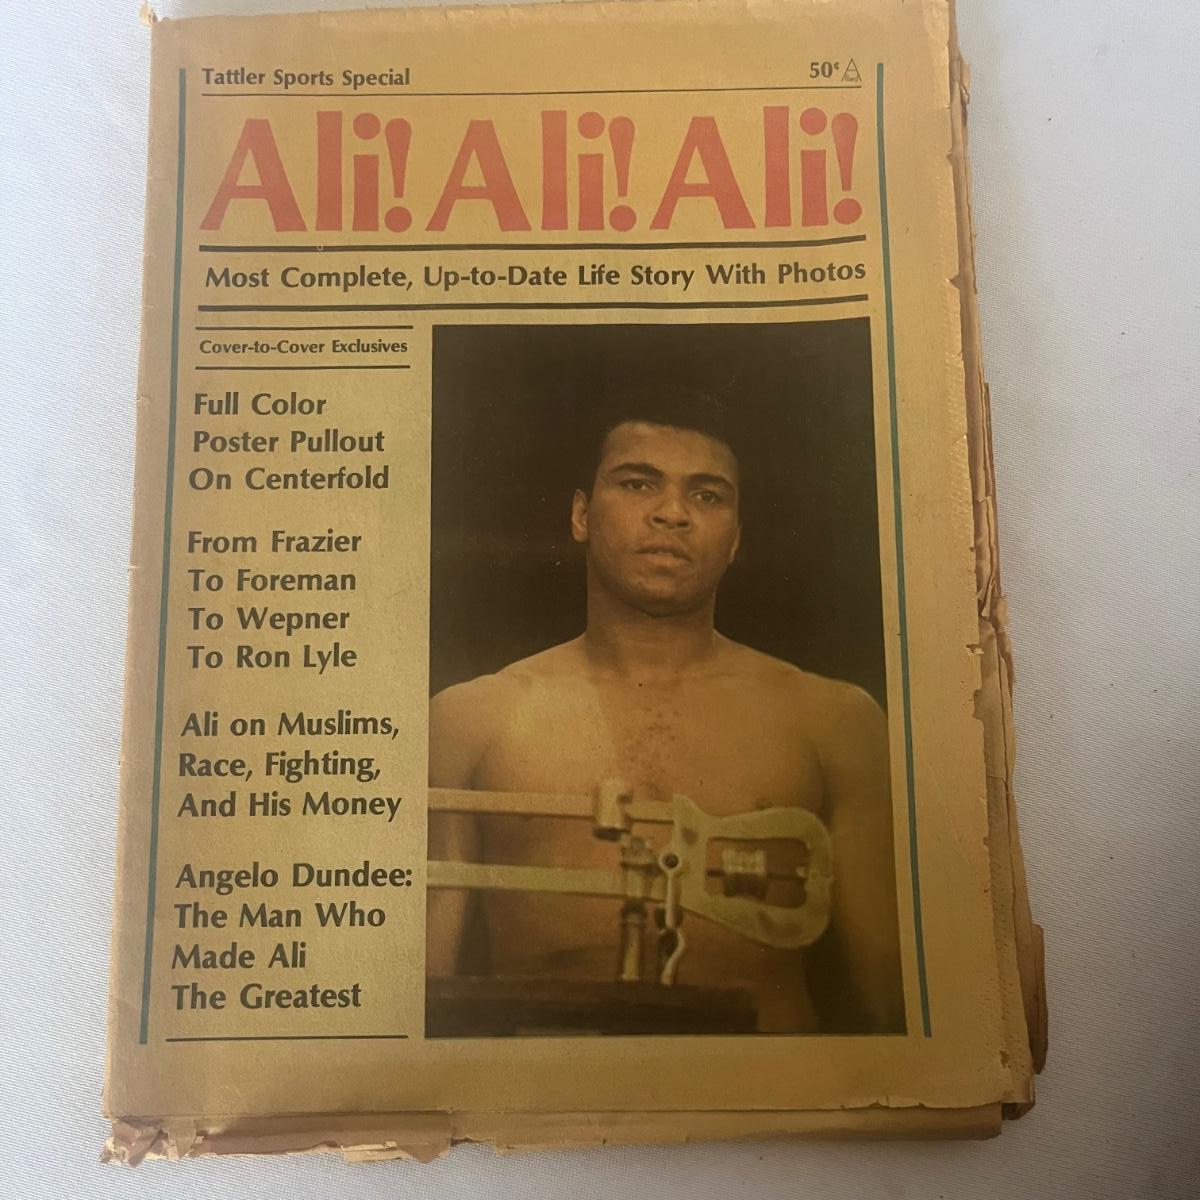 Tattler Sports Special
50¢
Ali! Ali! Ali!
Most Complete, Up-to-Date Life Story With Photos
Cover-to-Cover Exclusives
Full Color
Poster Pullout
On Centerfold
From Frazier
To Foreman
To Wepner
To Ron Lyle
Ali on Muslims,
Race, Fighting,
And His Money
Angelo Dundee:
The Man Who
Made Ali
The Greatest